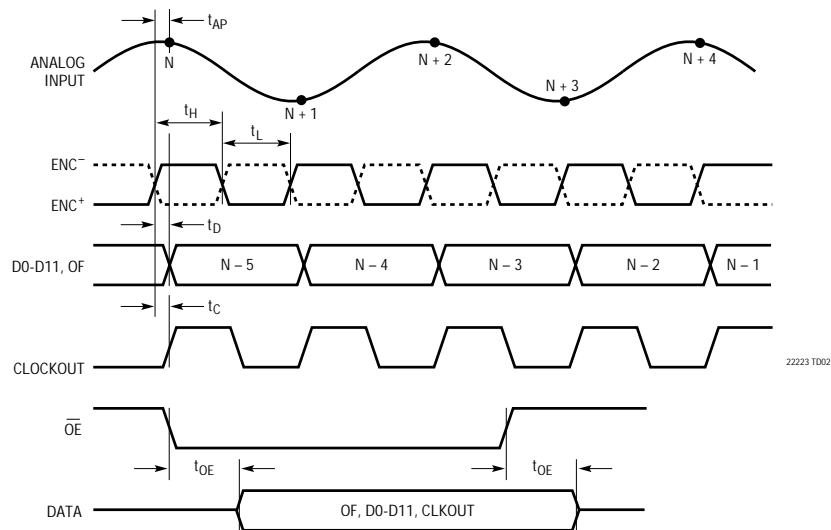 tAP
ANALOG
INPUT
N
N + 1
N + 2
N + 3
N + 4
tH
tL
ENC–
ENC+
tD
D0-D11, OF
N – 5
N – 4
N – 3
N – 2
N – 1
tC
CLOCKOUT
22223 TD02
OE
tOE
tOE
DATA
OF, D0-D11, CLKOUT